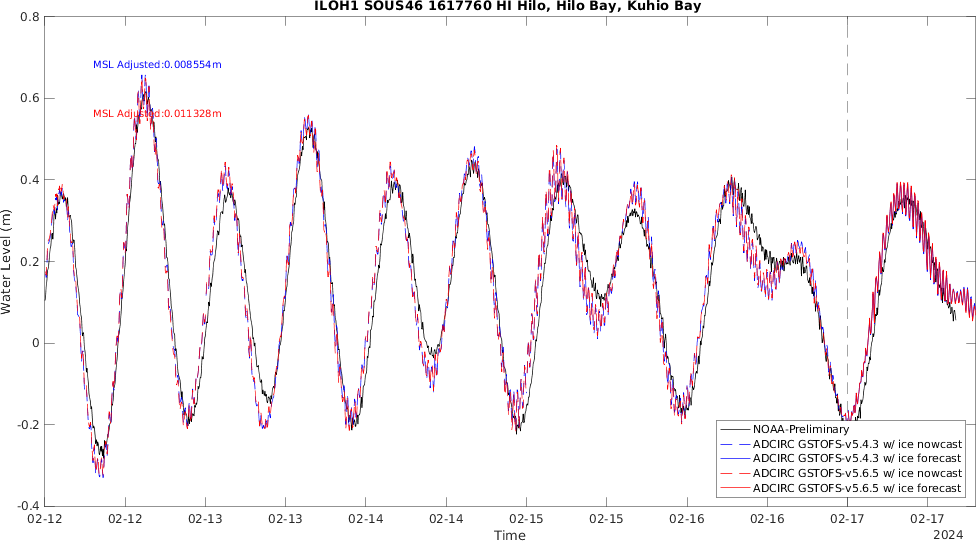 ILOH1 SOUS46 1617760 HI Hilo, Hilo Bay, Kuhio Bay
0.8
MSL Adjusted:0.008554m
0.6
MSL Adjusted:0.011328m
0.4
Water Level (m)
0.2
0
-0.2
NOAA-Preliminary
ADCIRC GSTOFS-v5.4.3 w/ ice nowcast
ADCIRC GSTOFS-v5.4.3 w/ ice forecast
ADCIRC GSTOFS-v5.6.5 w/ ice nowcast
ADCIRC GSTOFS-v5.6.5 w/ ice forecast
-0.4
02-12 02-12 02-13 02-13 02-14 02-14 02-15 02-15 02-16 02-16 02-17 02-17
2024
Time